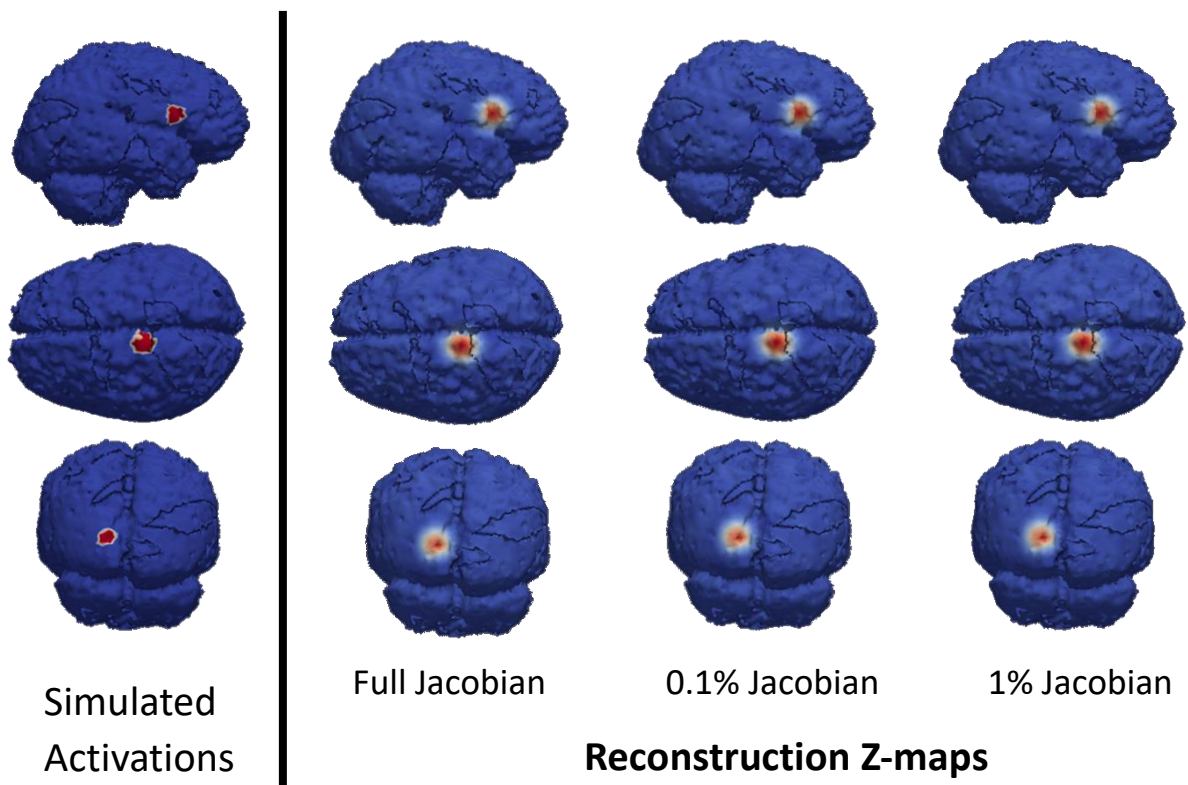 Full Jacobian
0.1% Jacobian
1% Jacobian
Simulated
Activations
Reconstruction Z-maps